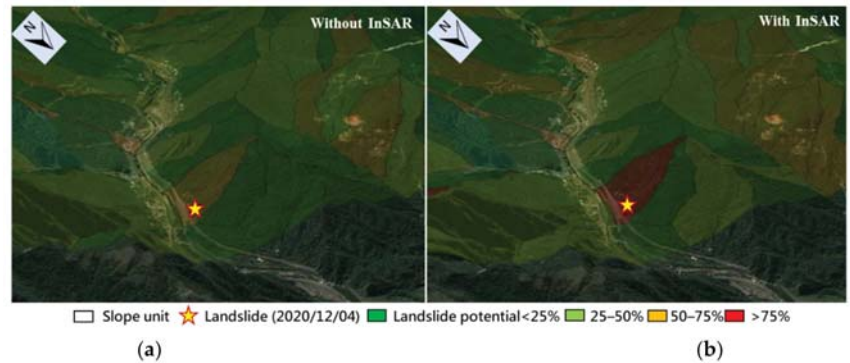 N
Without InSAR
N
With InSAR
Slope unit Landslide (2020/12/04) Landslide potential<25% 25–50% 50–75% >75%
(a) (b)